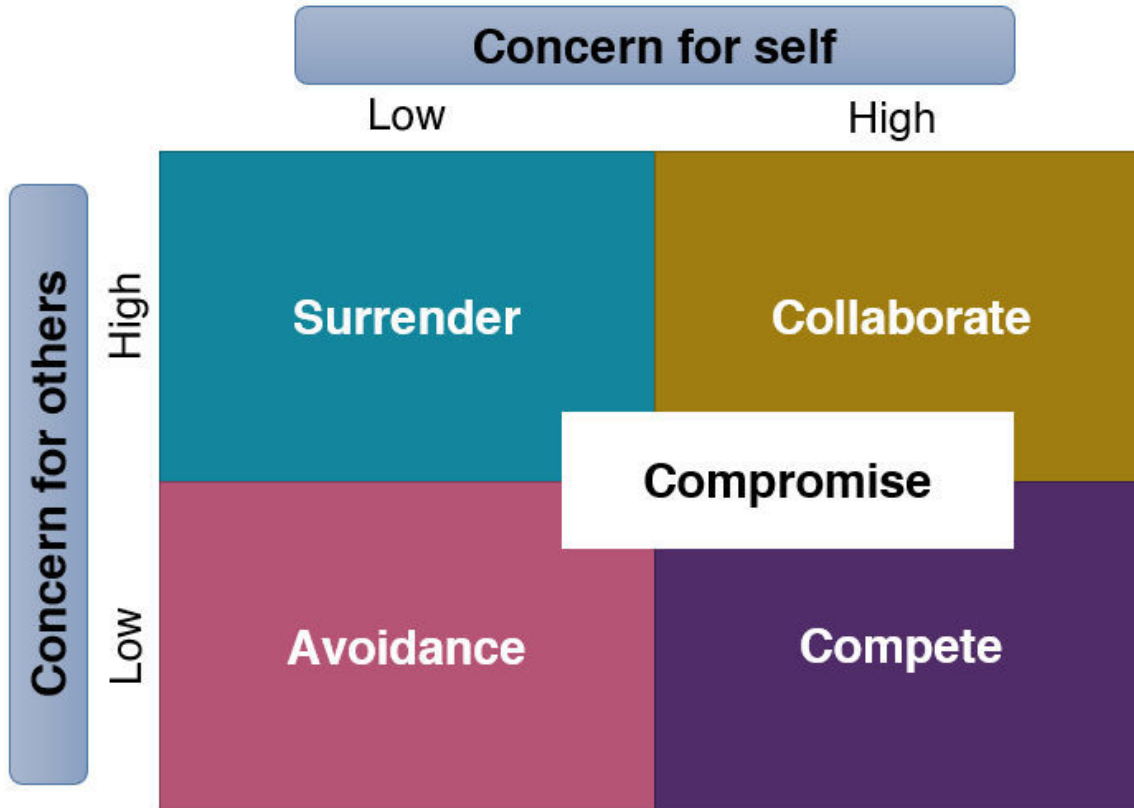 Concern for self
Low
High
Concern for others
High
Surrender
Collaborate
Compromise
Low
Avoidance
Compete